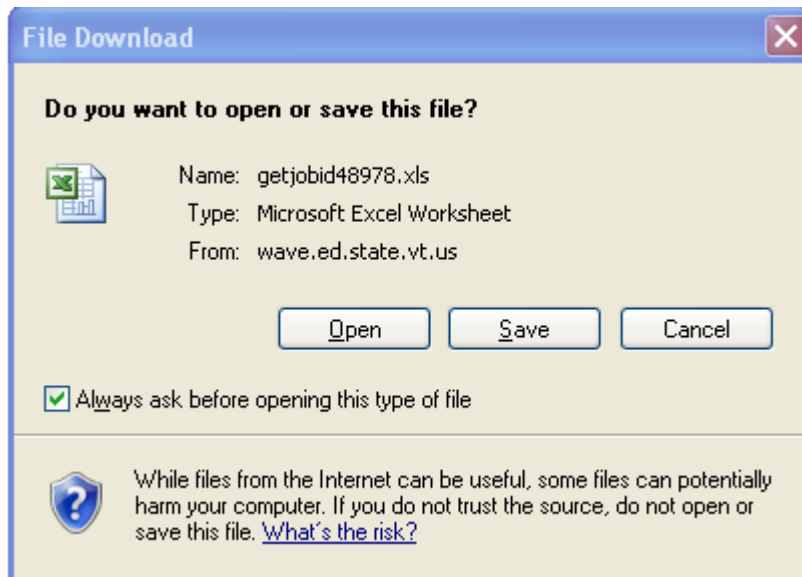 File Download
Do you want to open or save this file?
Name: getjobid48978.xls
Type: Microsoft Excel Worksheet
From: wave.ed.state.vt.us
Open Save Cancel
Always ask before opening this type of file
While files from the Internet can be useful, some files can potentially
harm your computer. If you do not trust the source, do not open or
save this file. What's the risk?